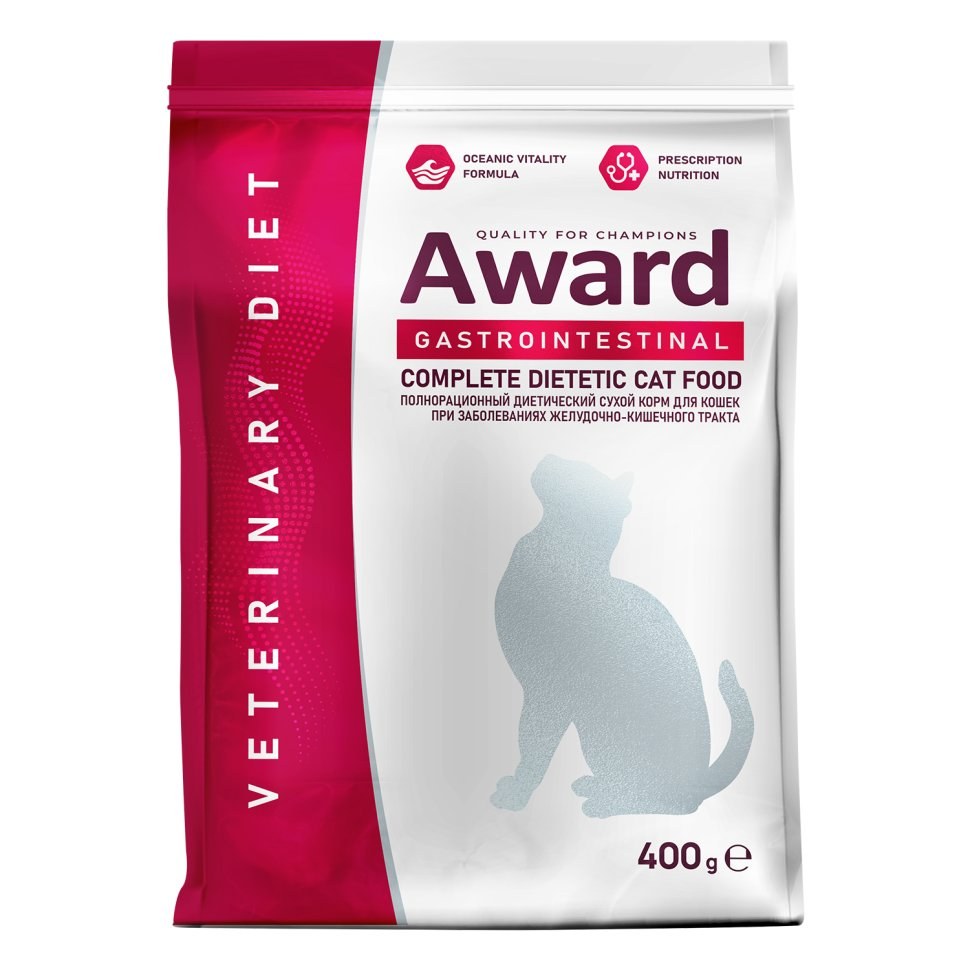 VETERINARY DIET
OCEANIC VITALITY
FORMULA
PRESCRIPTION
NUTRITION
QUALITY FOR CHAMPIONS
Award
GASTROINTESTINAL
COMPLETE DIETETIC CAT FOOD
ПОЛНОРАЦИОННЫЙ ДИЕТИЧЕСКИЙ СУХОЙ КОРМ ДЛЯ КОШЕК
ПРИ ЗАБОЛЕВАНИЯХ ЖЕЛУДОЧНО-КИШЕЧНОГО ТРАКТА
400 g ℮